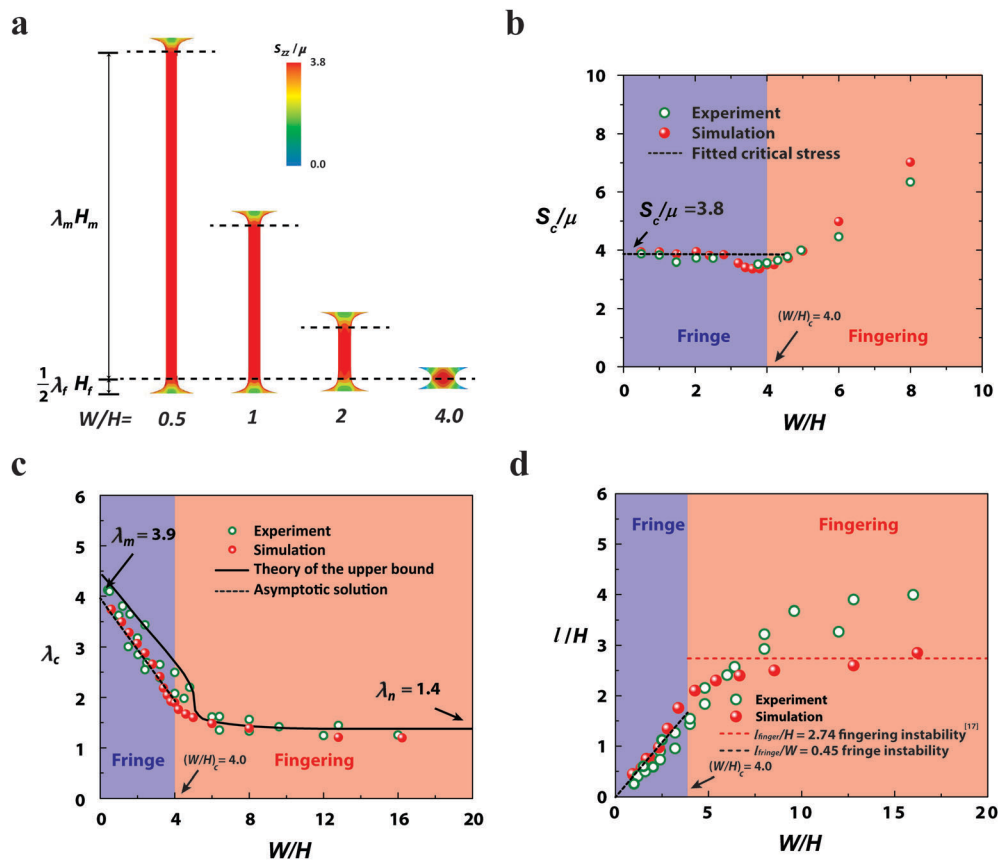 a
S_zz / μ
3.8
0.0
λ_m H_m
1/2 λ_f H_f
W/H= 0.5 1 2 4.0
b
10
8
6
4
2
0
S_c/μ
Experiment
Simulation
Fitted critical stress
S_c/μ = 3.8
Fringe
Fingering
(W/H)_c = 4.0
0 2 4 6 8 10
W/H
c
6
5
4
3
2
1
0
λ_c
Fringe
Fingering
λ_m = 3.9
Experiment
Simulation
Theory of the upper bound
Asymptotic solution
λ_n = 1.4
(W/H)_c = 4.0
0 4 8 12 16 20
W/H
d
6
5
4
3
2
1
0
l/H
Fringe
Fingering
Experiment
Simulation
l_finger/H = 2.74 fingering instability[17]
l_fringe/W = 0.45 fringe instability
(W/H)_c = 4.0
0 5 10 15 20
W/H